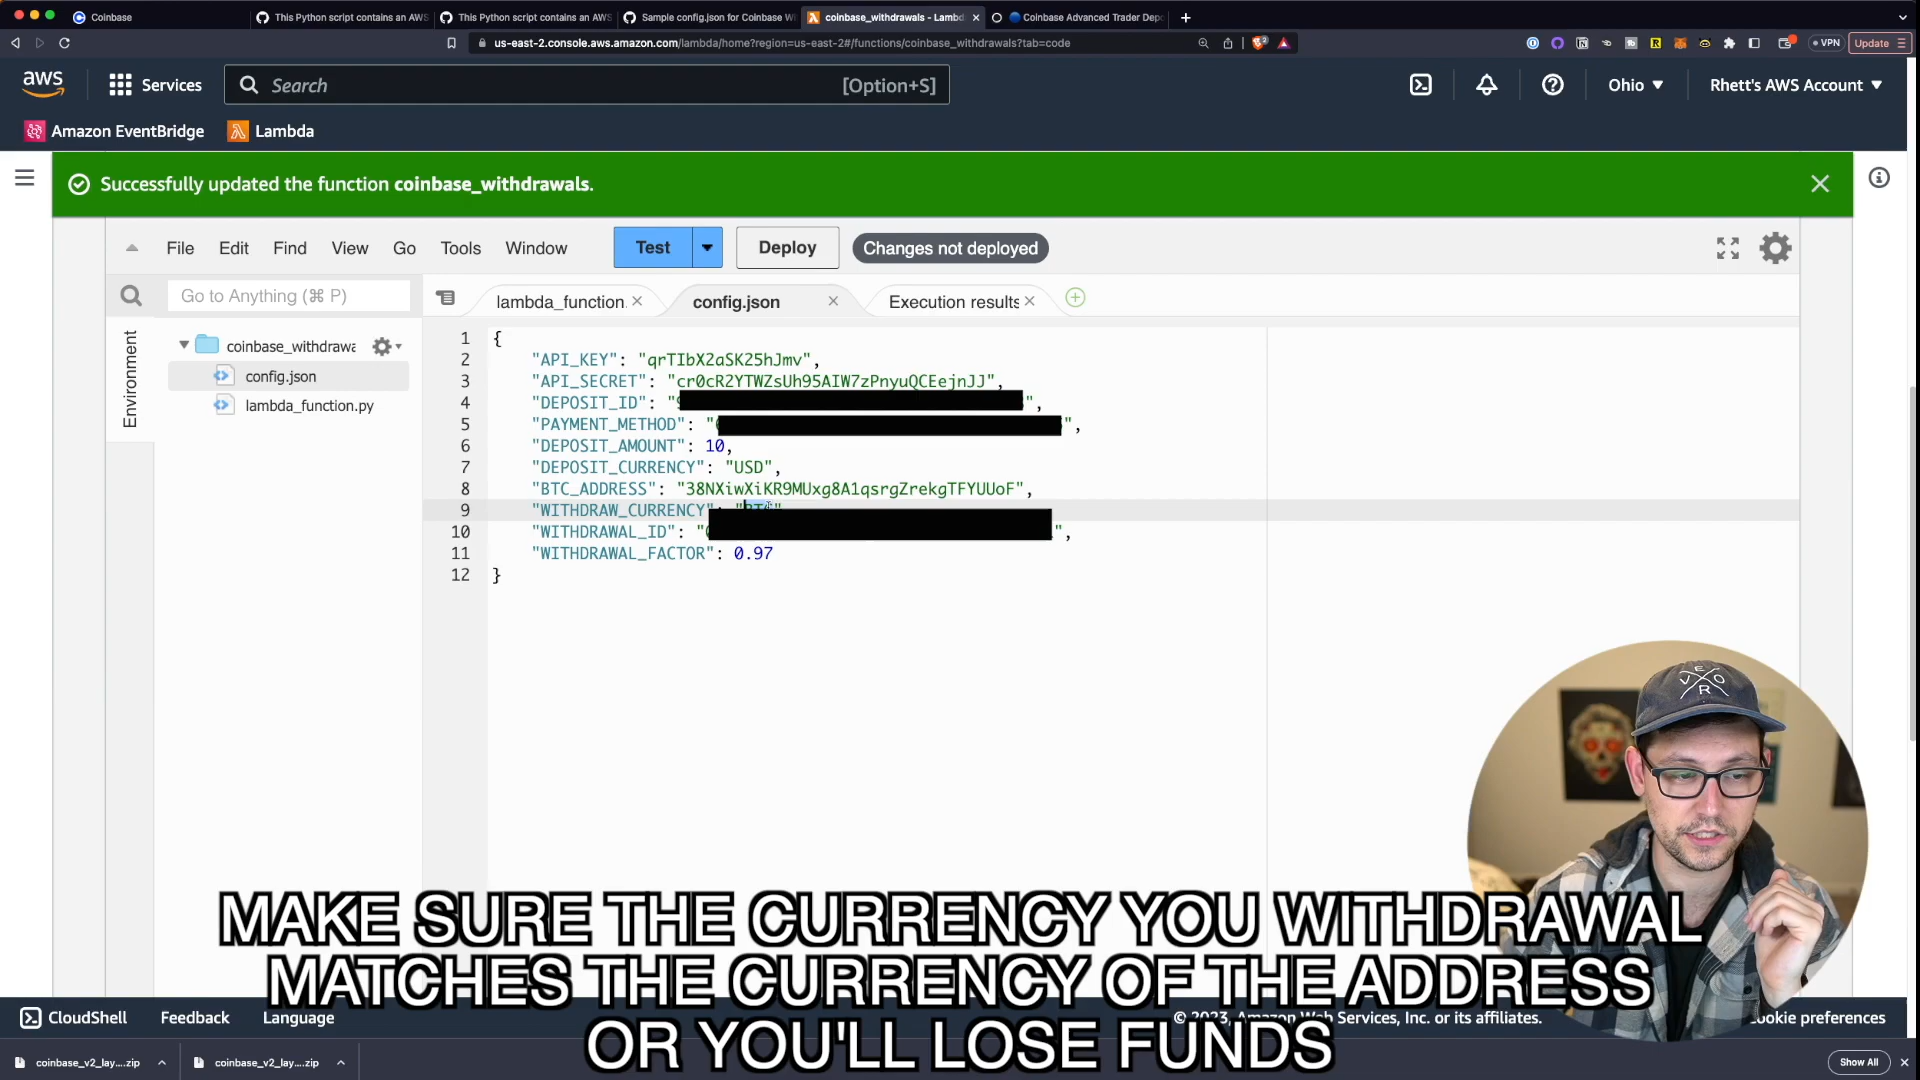 Coinbase
This Python script contains an AWS
This Python script contains an AWS
Sample config.json for Coinbase Wi
coinbase_withdrawals - Lambd
Coinbase Advanced Trader Depo
us-east-2.console.aws.amazon.com/lambda/home?region=us-east-2#/functions/coinbase_withdrawals?tab=code
VPN
Update
aws
Services
Search
[Option+S]
Ohio
Rhett's AWS Account
Amazon EventBridge
Lambda
Successfully updated the function coinbase_withdrawals.
File Edit Find View Go Tools Window
Test
Deploy
Changes not deployed
Go to Anything (⌘ P)
lambda_function.
config.json
Execution results
Environment
coinbase_withdrawa
config.json
lambda_function.py
1 {
2 "API_KEY": "qrTIbX2aSK25hJmv",
3 "API_SECRET": "cr0cR2YTWZsUh95AIW7zPnyuQCEejnJJ",
4 "DEPOSIT_ID": "
",
5 "PAYMENT_METHOD": "
",
6 "DEPOSIT_AMOUNT": 10,
7 "DEPOSIT_CURRENCY": "USD",
8 "BTC_ADDRESS": "38NXiwXiKR9MUxg8A1qsrgZrekgTFYUUoF",
9 "WITHDRAW_CURRENCY": "BTC"
10 "WITHDRAWAL_ID": "
",
11 "WITHDRAWAL_FACTOR": 0.97
12 }
VEOR
MAKE SURE THE CURRENCY YOU WITHDRAWAL
MATCHES THE CURRENCY OF THE ADDRESS
OR YOU'LL LOSE FUNDS
CloudShell
Feedback
Language
© 2023, Amazon Web Services, Inc. or its affiliates.
ookie preferences
coinbase_v2_lay....zip
coinbase_v2_lay....zip
Show All